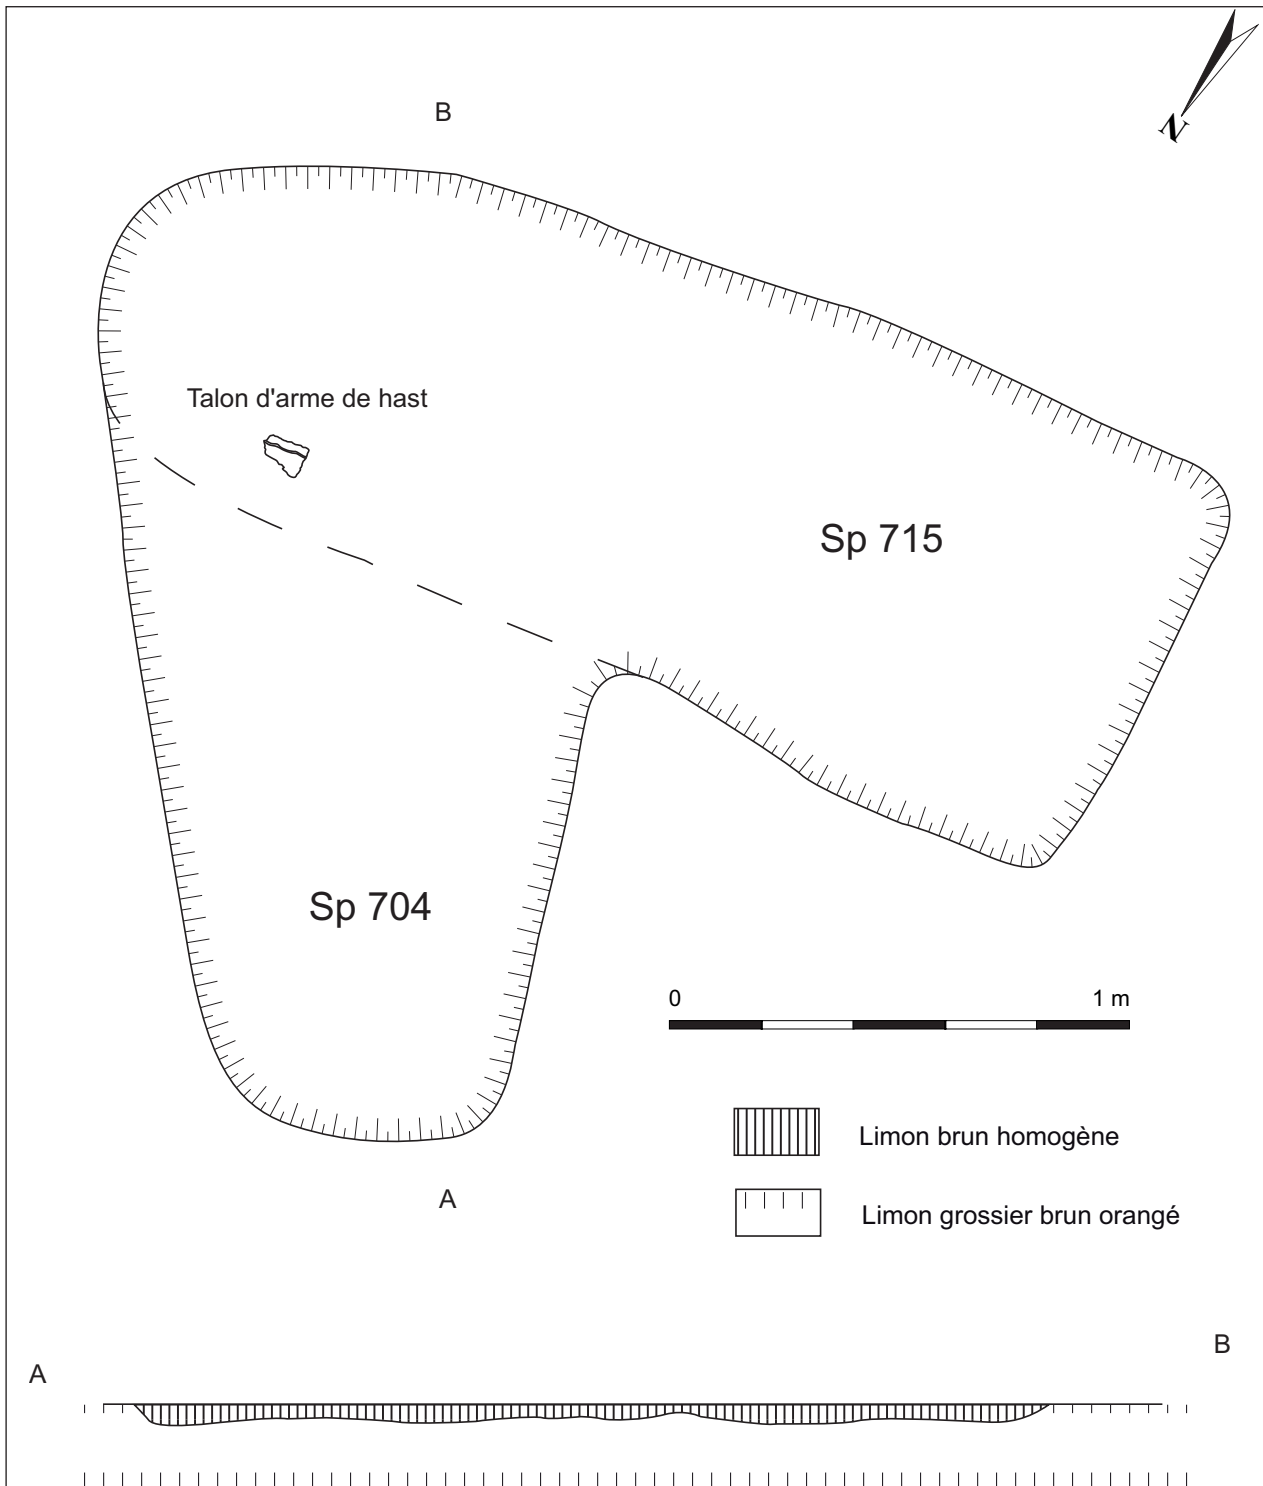 N
B
Talon d'arme de hast
Sp 715
Sp 704
0 1 m
Limon brun homogène
A
Limon grossier brun orangé
B
A